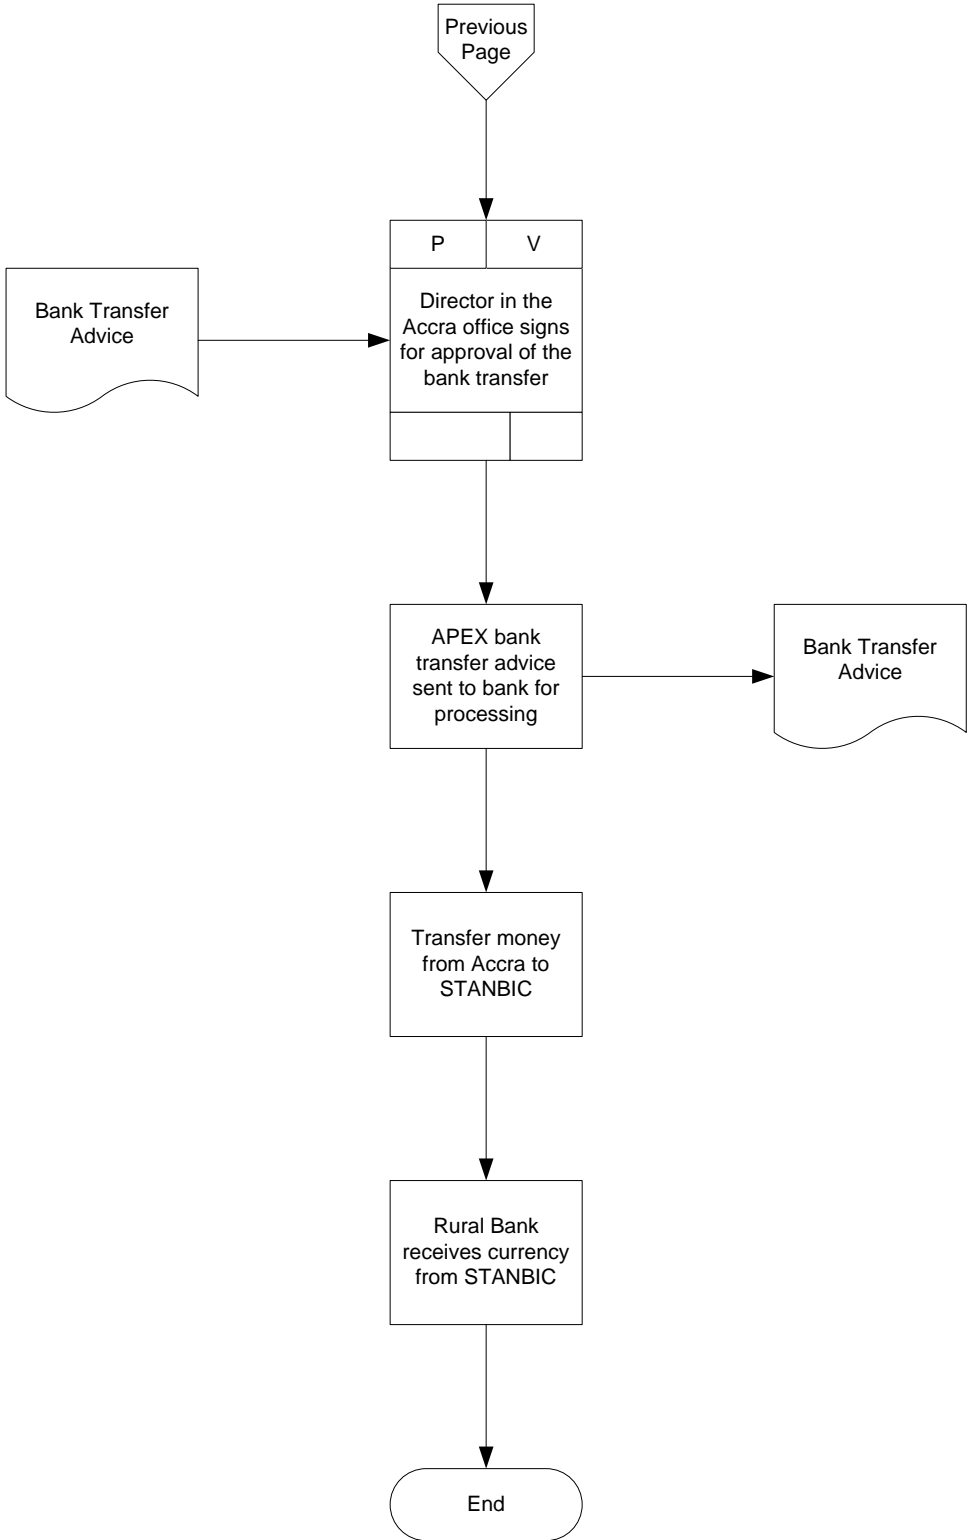 Previous
Page
P
V
Bank Transfer
Advice
Director in the
Accra office signs
for approval of the
bank transfer
APEX bank
transfer advice
sent to bank for
processing
Bank Transfer
Advice
Transfer money
from Accra to
STANBIC
Rural Bank
receives currency
from STANBIC
End